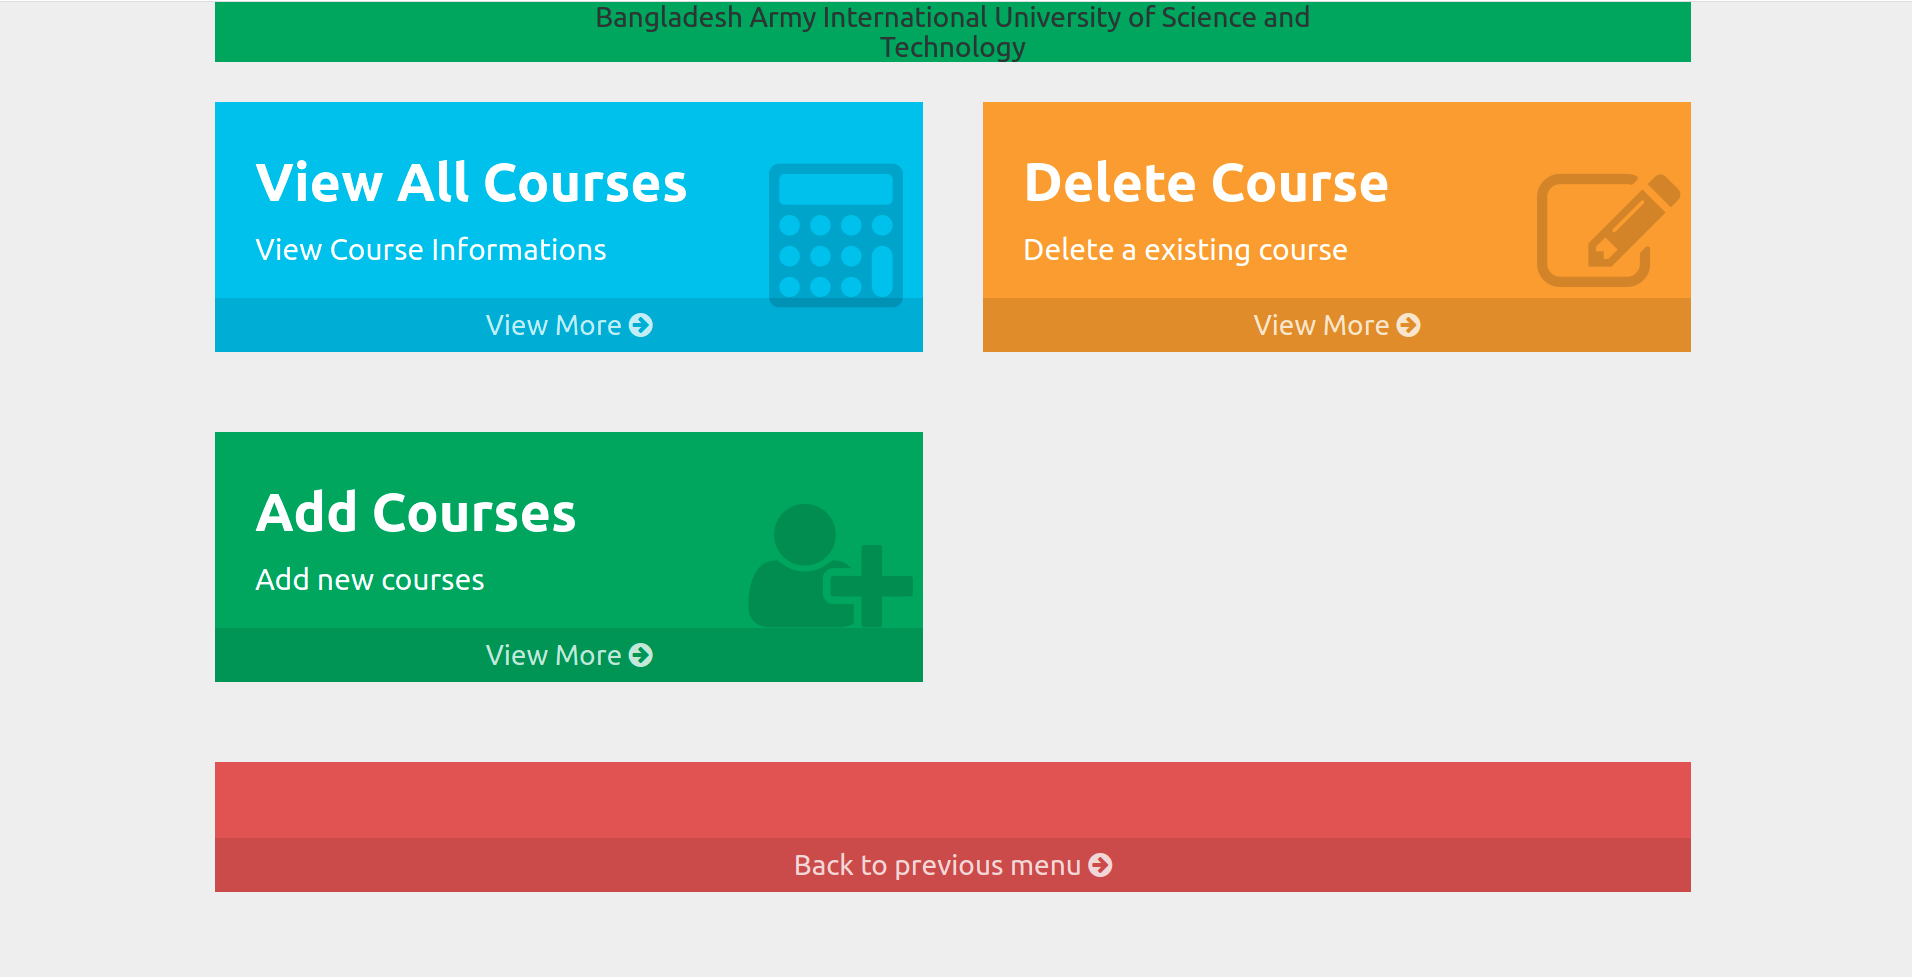 Bangladesh Army International University of Science and
Technology
View All Courses
View Course Informations
View More
Delete Course
Delete a existing course
View More
Add Courses
Add new courses
View More
Back to previous menu